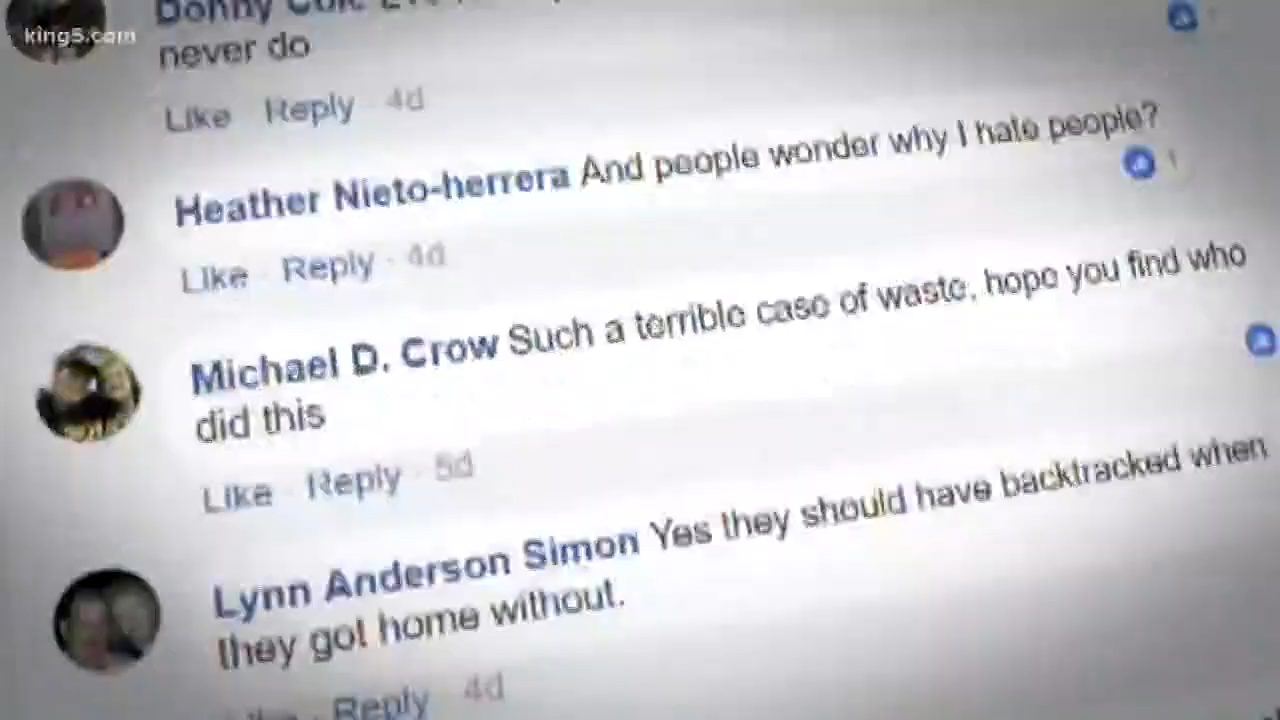 king5.com
Donny
never do
Like Reply 4d
Heather Nieto-herrera And people wonder why I hate people?
1
Like · Reply · 4d
Michael D. Crow Such a terrible case of waste, hope you find who
did this
Like · Reply · 5d
Lynn Anderson Simon Yes they should have backtracked when
they got home without.
Reply 4d